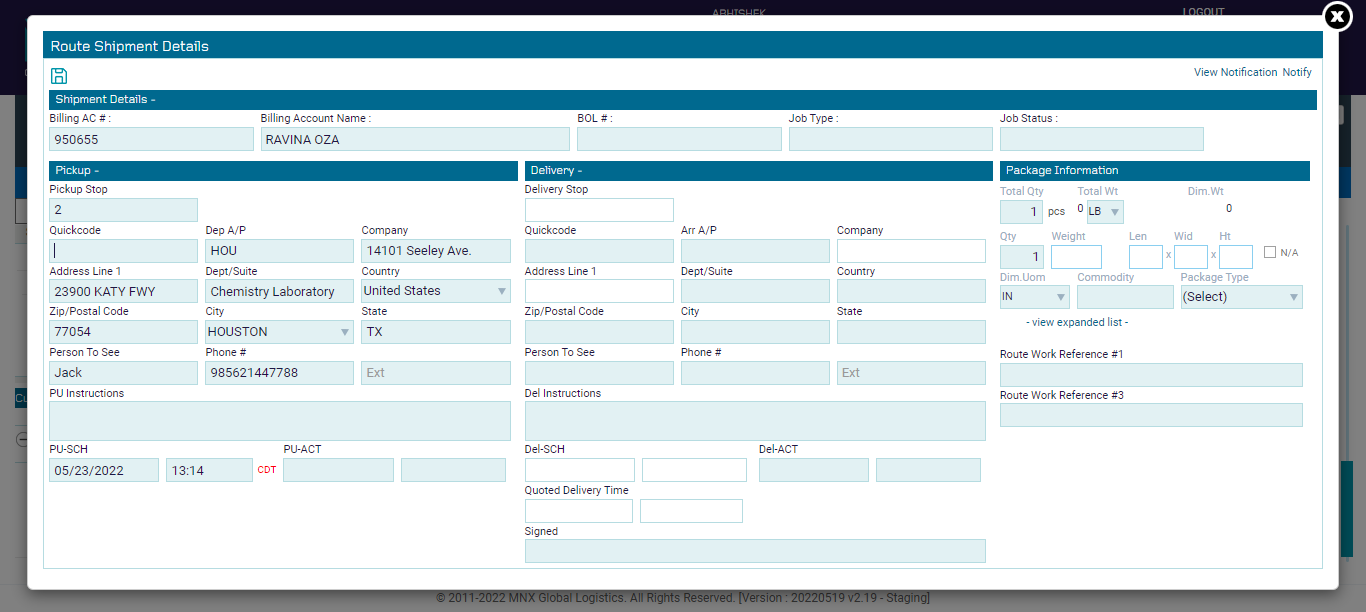 ABHISHEK
LOGOUT
Route Shipment Details
View Notification Notify
Shipment Details -
Billing AC # :
Billing Account Name :
BOL # :
Job Type :
Job Status :
950655
RAVINA OZA
Pickup -
Pickup Stop
2
Quickcode
Dep A/P
Company
HOU
14101 Seeley Ave.
Address Line 1
Dept/Suite
Country
23900 KATY FWY
Chemistry Laboratory
United States
Zip/Postal Code
City
State
77054
HOUSTON
TX
Person To See
Phone #
Jack
985621447788
Ext
PU Instructions
PU-SCH
PU-ACT
05/23/2022
13:14
CDT
Delivery -
Delivery Stop
Quickcode
Arr A/P
Company
Address Line 1
Dept/Suite
Country
Zip/Postal Code
City
State
Person To See
Phone #
Ext
Del Instructions
Del-SCH
Del-ACT
Quoted Delivery Time
Signed
Package Information
Total Qty
Total Wt
Dim.Wt
1
pcs
0
LB
0
Qty
Weight
Len
Wid
Ht
1
x
x
N/A
Dim.Uom
Commodity
Package Type
IN
(Select)
- view expanded list -
Route Work Reference #1
Route Work Reference #3
© 2011-2022 MNX Global Logistics. All Rights Reserved. [Version : 20220519 v2.19 - Staging]